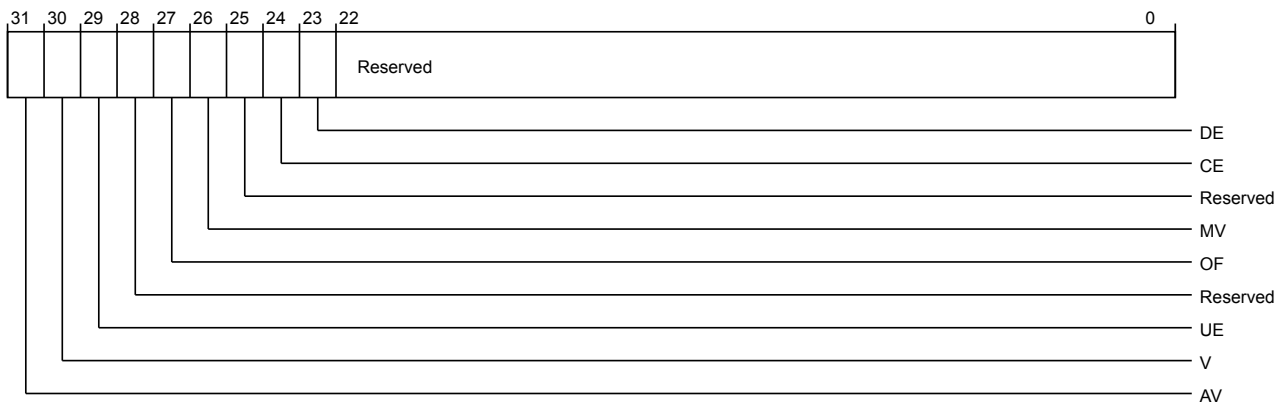 31 30 29 28 27 26 25 24 23 22 0
Reserved
DE
CE
Reserved
MV
OF
Reserved
UE
V
AV